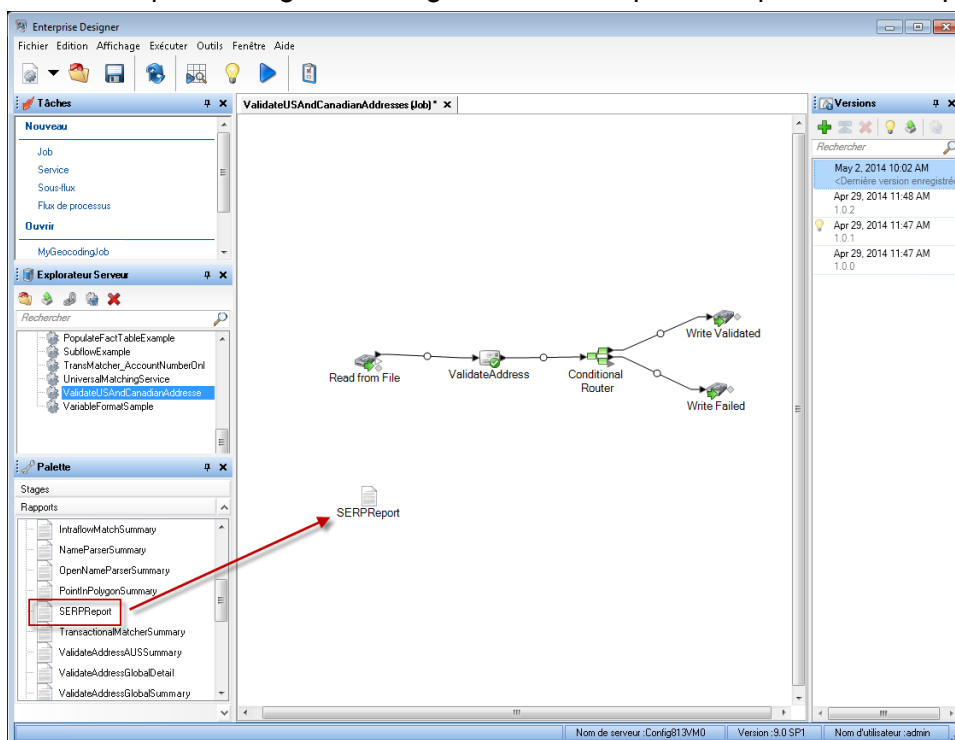 Enterprise Designer
Fichier Edition Affichage Exécuter Outils Fenêtre Aide
Tâches
Nouveau
Job
Service
Sous-flux
Flux de processus
Ouvrir
MyGeocodingJob
Explorateur Serveur
Rechercher
PopulateFactTableExample
SubflowExample
TransMatcher_AccountNumberOnl
UniversalMatchingService
ValidateUSAndCanadianAddresse
VariableFormatSample
Palette
Stages
Rapports
IntraflowMatchSummary
NameParserSummary
OpenNameParserSummary
PointInPolygonSummary
SERPReport
TransactionalMatcherSummary
ValidateAddressAUSSummary
ValidateAddressGlobalDetail
ValidateAddressGlobalSummary
ValidateUSAndCanadianAddresses (Job) *
Read from File
ValidateAddress
Conditional
Router
Write Validated
Write Failed
SERPReport
Versions
Rechercher
May 2, 2014 10:02 AM
<Dernière version enregistrée
Apr 29, 2014 11:48 AM
1.0.2
Apr 29, 2014 11:47 AM
1.0.1
Apr 29, 2014 11:47 AM
1.0.0
Nom de serveur :Config813VM0 Version :9.0 SP1 Nom d'utilisateur :admin